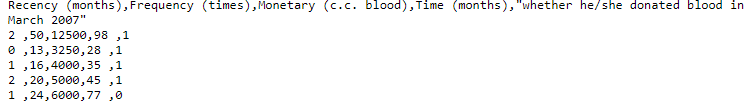 Recency (months),Frequency (times),Monetary (c.c. blood),Time (months),"whether he/she donated blood in
March 2007"
2 ,50,12500,98 ,1
0 ,13,3250,28 ,1
1 ,16,4000,35 ,1
2 ,20,5000,45 ,1
1 ,24,6000,77 ,0